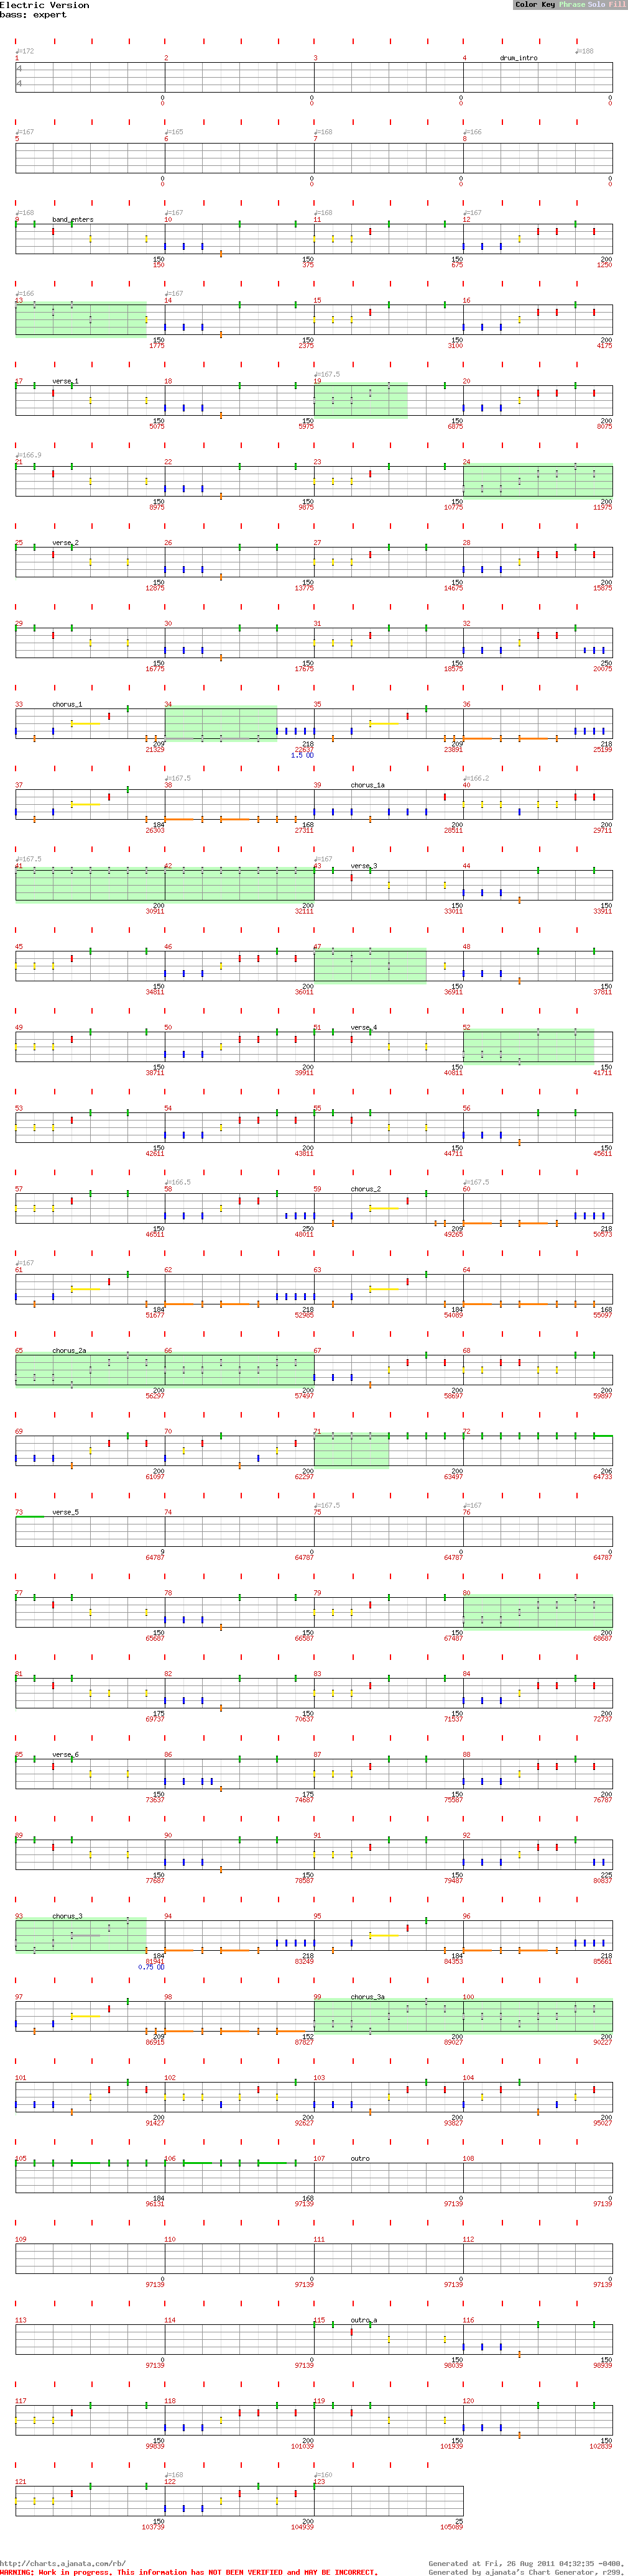 Electric Version Color Key Phrase Solo Fill
bass: expert
♩=172 ♩=188
1 2 3 4 drum_intro
4
4
0 0 0 0
0 0 0 0
♩=167 ♩=165 ♩=168 ♩=166
5 6 7 8
0 0 0 0
0 0 0 0
♩=168 ♩=167 ♩=168 ♩=167
9 band_enters 10 11 12
150 150 150 200
150 375 675 1250
♩=166 ♩=167
13 14 15 16
150 150 150 200
1775 2375 3100 4175
♩=167.5
17 verse_1 18 19 20
150 150 150 200
5075 5975 6875 8075
♩=166.9
21 22 23 24
150 150 150 200
8975 9875 10775 11975
25 verse_2 26 27 28
150 150 150 200
12875 13775 14675 15875
29 30 31 32
150 150 150 250
16775 17675 18575 20075
33 chorus_1 34 35 36
209 218 209 218
21329 22637 23891 25199
1.5 OD
♩=167.5 ♩=166.2
37 38 39 chorus_1a 40
184 168 200 200
26303 27311 28511 29711
♩=167.5 ♩=167
41 42 43 verse_3 44
200 200 150 150
30911 32111 33011 33911
45 46 47 48
150 200 150 150
34811 36011 36911 37811
49 50 51 verse_4 52
150 200 150 150
38711 39911 40811 41711
53 54 55 56
150 200 150 150
42611 43811 44711 45611
♩=166.5 ♩=167.5
57 58 59 chorus_2 60
150 250 209 218
46511 48011 49265 50573
♩=167
61 62 63 64
184 218 184 168
51677 52985 54089 55097
65 chorus_2a 66 67 68
200 200 200 200
56297 57497 58697 59897
69 70 71 72
200 200 200 206
61097 62297 63497 64733
♩=167.5 ♩=167
73 verse_5 74 75 76
9 0 0 0
64787 64787 64787 64787
77 78 79 80
150 150 150 200
65687 66587 67487 68687
81 82 83 84
175 150 150 200
69737 70637 71537 72737
85 verse_6 86 87 88
150 175 150 200
73637 74687 75587 76787
89 90 91 92
150 150 150 225
77687 78587 79487 80837
93 chorus_3 94 95 96
184 218 184 218
81941 83249 84353 85661
0.75 OD
97 98 99 chorus_3a 100
209 152 200 200
86915 87827 89027 90227
101 102 103 104
200 200 200 200
91427 92627 93827 95027
105 106 107 outro 108
184 168 0 0
96131 97139 97139 97139
109 110 111 112
0 0 0 0
97139 97139 97139 97139
113 114 115 outro_a 116
0 0 150 150
97139 97139 98039 98939
117 118 119 120
150 200 150 150
99839 101039 101939 102839
♩=168 ♩=160
121 122 123
150 200 25
103739 104939 105089
http://charts.ajanata.com/rb/ Generated at Fri, 26 Aug 2011 04:32:35 -0400,
WARNING: Work in progress. This information has NOT BEEN VERIFIED and MAY BE INCORRECT. Generated by ajanata's Chart Generator, r299.